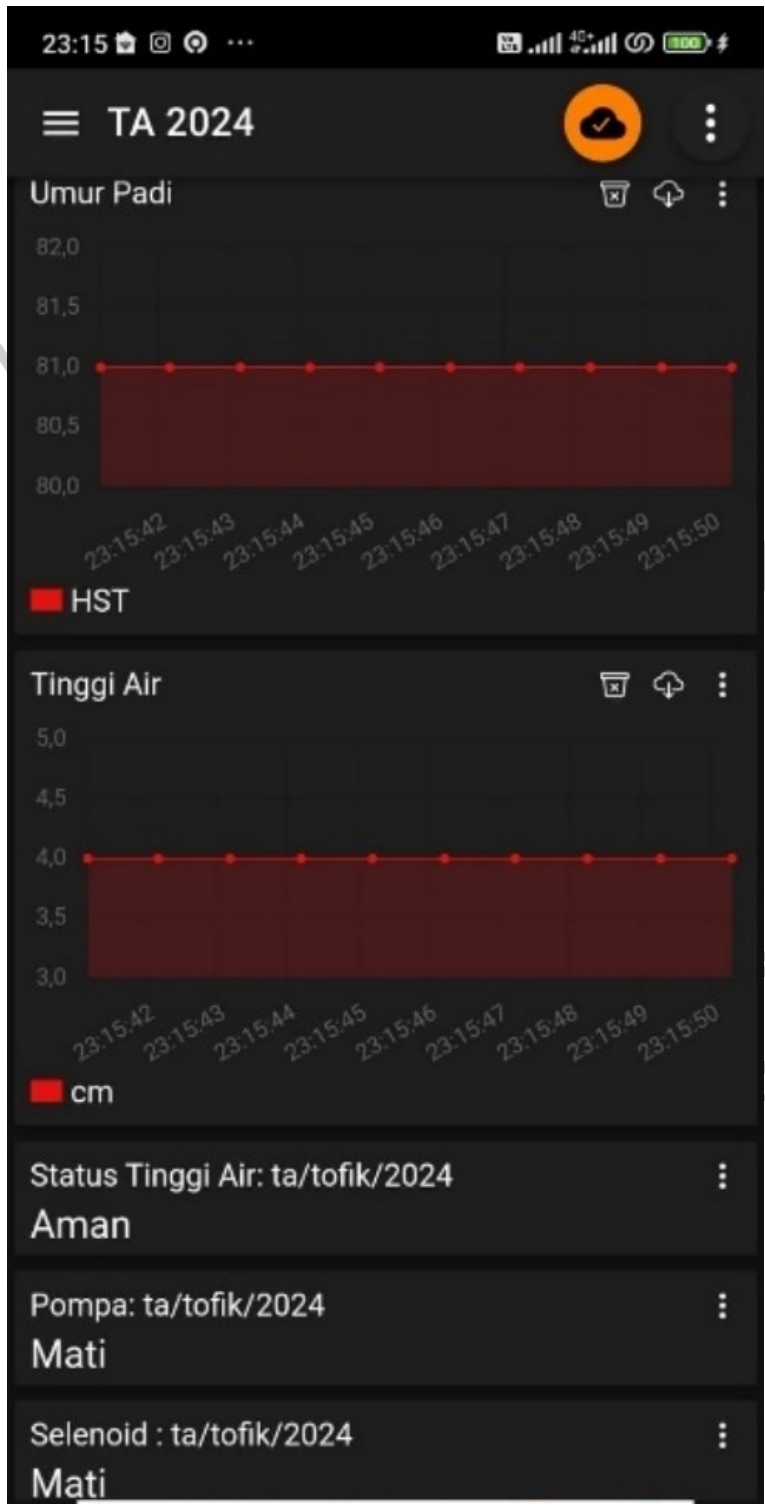 23:15 ... 4G+ 100
TA 2024
Umur Padi
82,0
81,5
81,0
80,5
80,0
23:15:42 23:15:43 23:15:44 23:15:45 23:15:46 23:15:47 23:15:48 23:15:49 23:15:50
HST
Tinggi Air
5,0
4,5
4,0
3,5
3,0
23:15:42 23:15:43 23:15:44 23:15:45 23:15:46 23:15:47 23:15:48 23:15:49 23:15:50
cm
Status Tinggi Air: ta/tofik/2024
Aman
Pompa: ta/tofik/2024
Mati
Selenoid : ta/tofik/2024
Mati